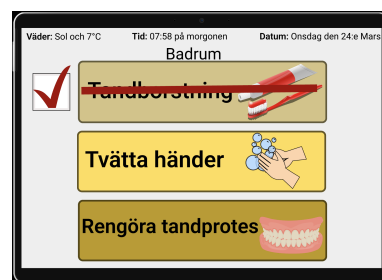 Väder: Sol och 7°C Tid: 07:58 på morgonen Datum: Onsdag den 24:e Mars
Badrum
Tandborstning
Tvätta händer
Rengöra tandprotes